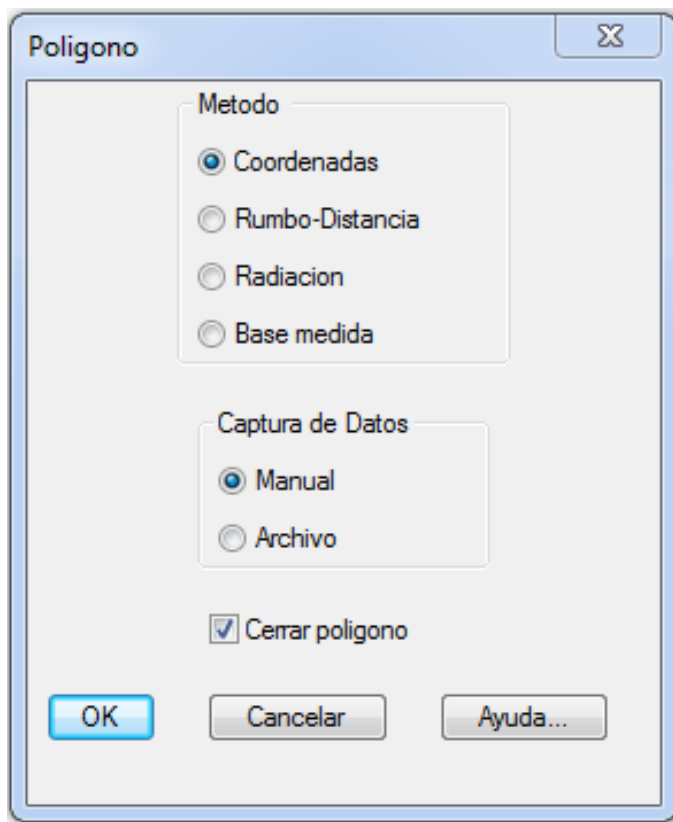 Poligono
Metodo
Coordenadas
Rumbo-Distancia
Radiacion
Base medida
Captura de Datos
Manual
Archivo
Cerrar poligono
OK Cancelar Ayuda...